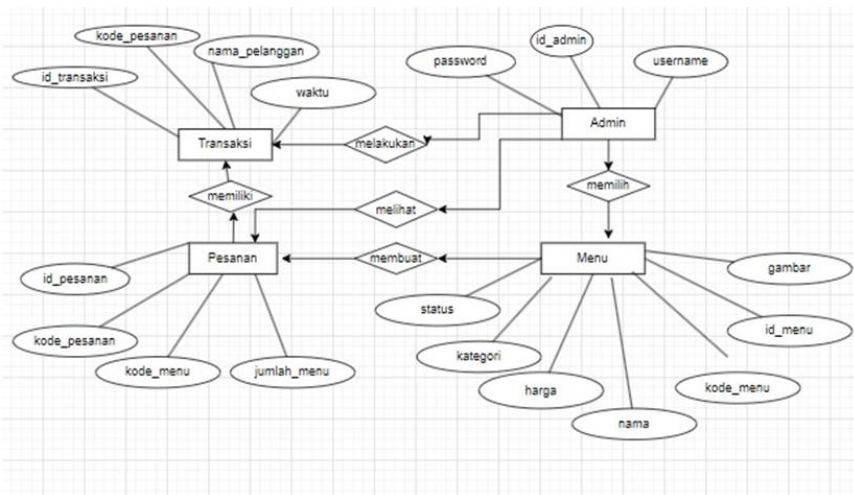 kode_pesanan
nama_pelanggan
id_transaksi
waktu
Transaksi
id_admin
password
username
Admin
melakukan
memiliki
melihat
memilih
Pesanan
membuat
Menu
id_pesanan
kode_pesanan
kode_menu
jumlah_menu
status
kategori
harga
nama
kode_menu
id_menu
gambar